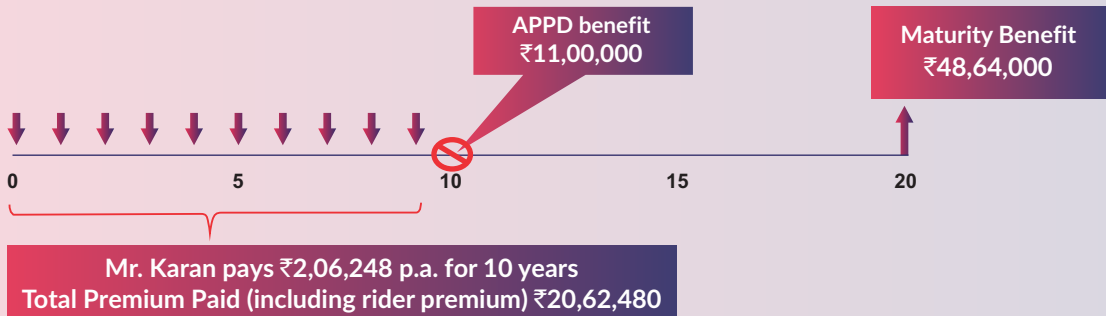 APPD benefit
₹11,00,000
Maturity Benefit
₹48,64,000
0
5
10
15
20
Mr. Karan pays ₹2,06,248 p.a. for 10 years
Total Premium Paid (including rider premium) ₹20,62,480